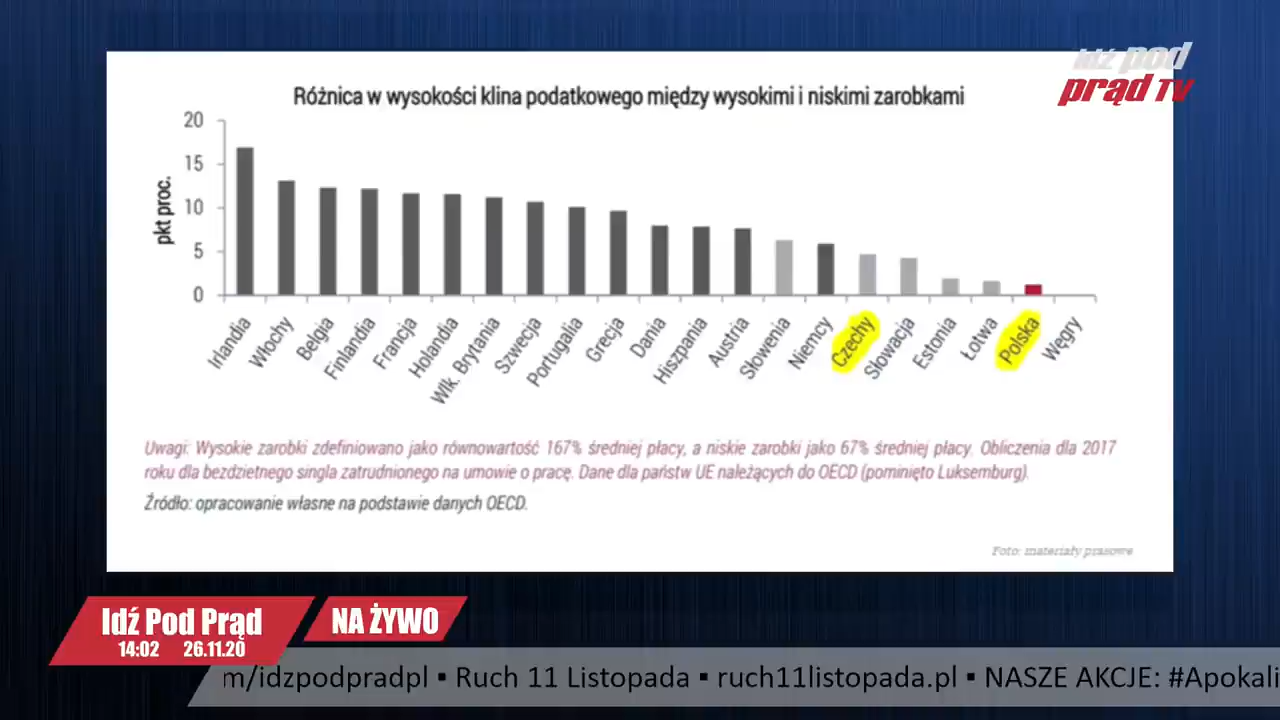 idź pod
prąd TV
Różnica w wysokości klina podatkowego między wysokimi i niskimi zarobkami
pkt proc.
20
15
10
5
0
Irlandia
Włochy
Belgia
Finlandia
Francja
Holandia
Wlk. Brytania
Szwecja
Portugalia
Grecja
Dania
Hiszpania
Austria
Słowenia
Niemcy
Czechy
Słowacja
Estonia
Łotwa
Polska
Węgry
Uwagi: Wysokie zarobki zdefiniowano jako równowartość 167% średniej płacy, a niskie zarobki jako 67% średniej płacy. Obliczenia dla 2017
roku dla bezdzietnego singla zatrudnionego na umowie o pracę. Dane dla państw UE należących do OECD (pominięto Luksemburg).
Źródło: opracowanie własne na podstawie danych OECD.
Foto: materiały prasowe
Idź Pod Prąd
NA ŻYWO
14:02 26.11.20
m/idzpodpradpl ▪ Ruch 11 Listopada ▪ ruch11listopada.pl ▪ NASZE AKCJE: #Apokali